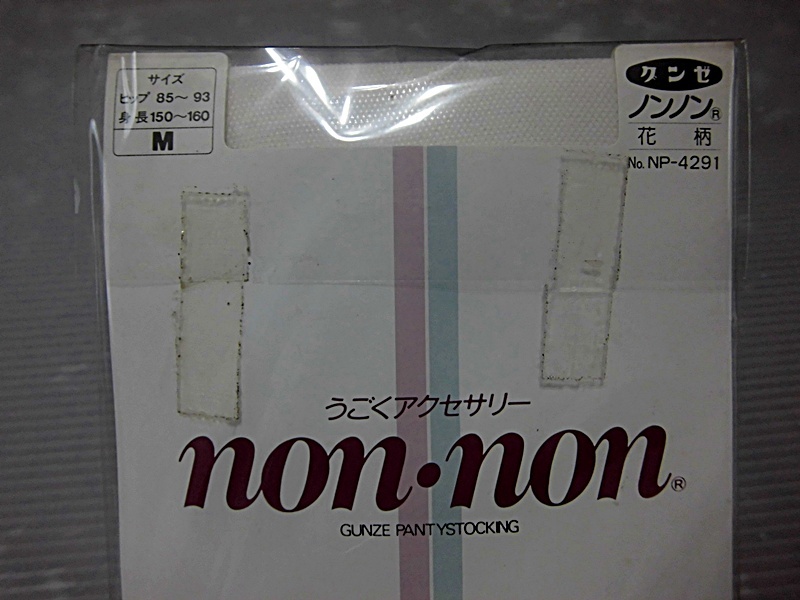 サイズ
ヒップ 85〜93
身長150〜160
M
グンゼ
ノンノン®
花柄
No. NP-4291
うごくアクセサリー
non・non®
GUNZE PANTYSTOCKING